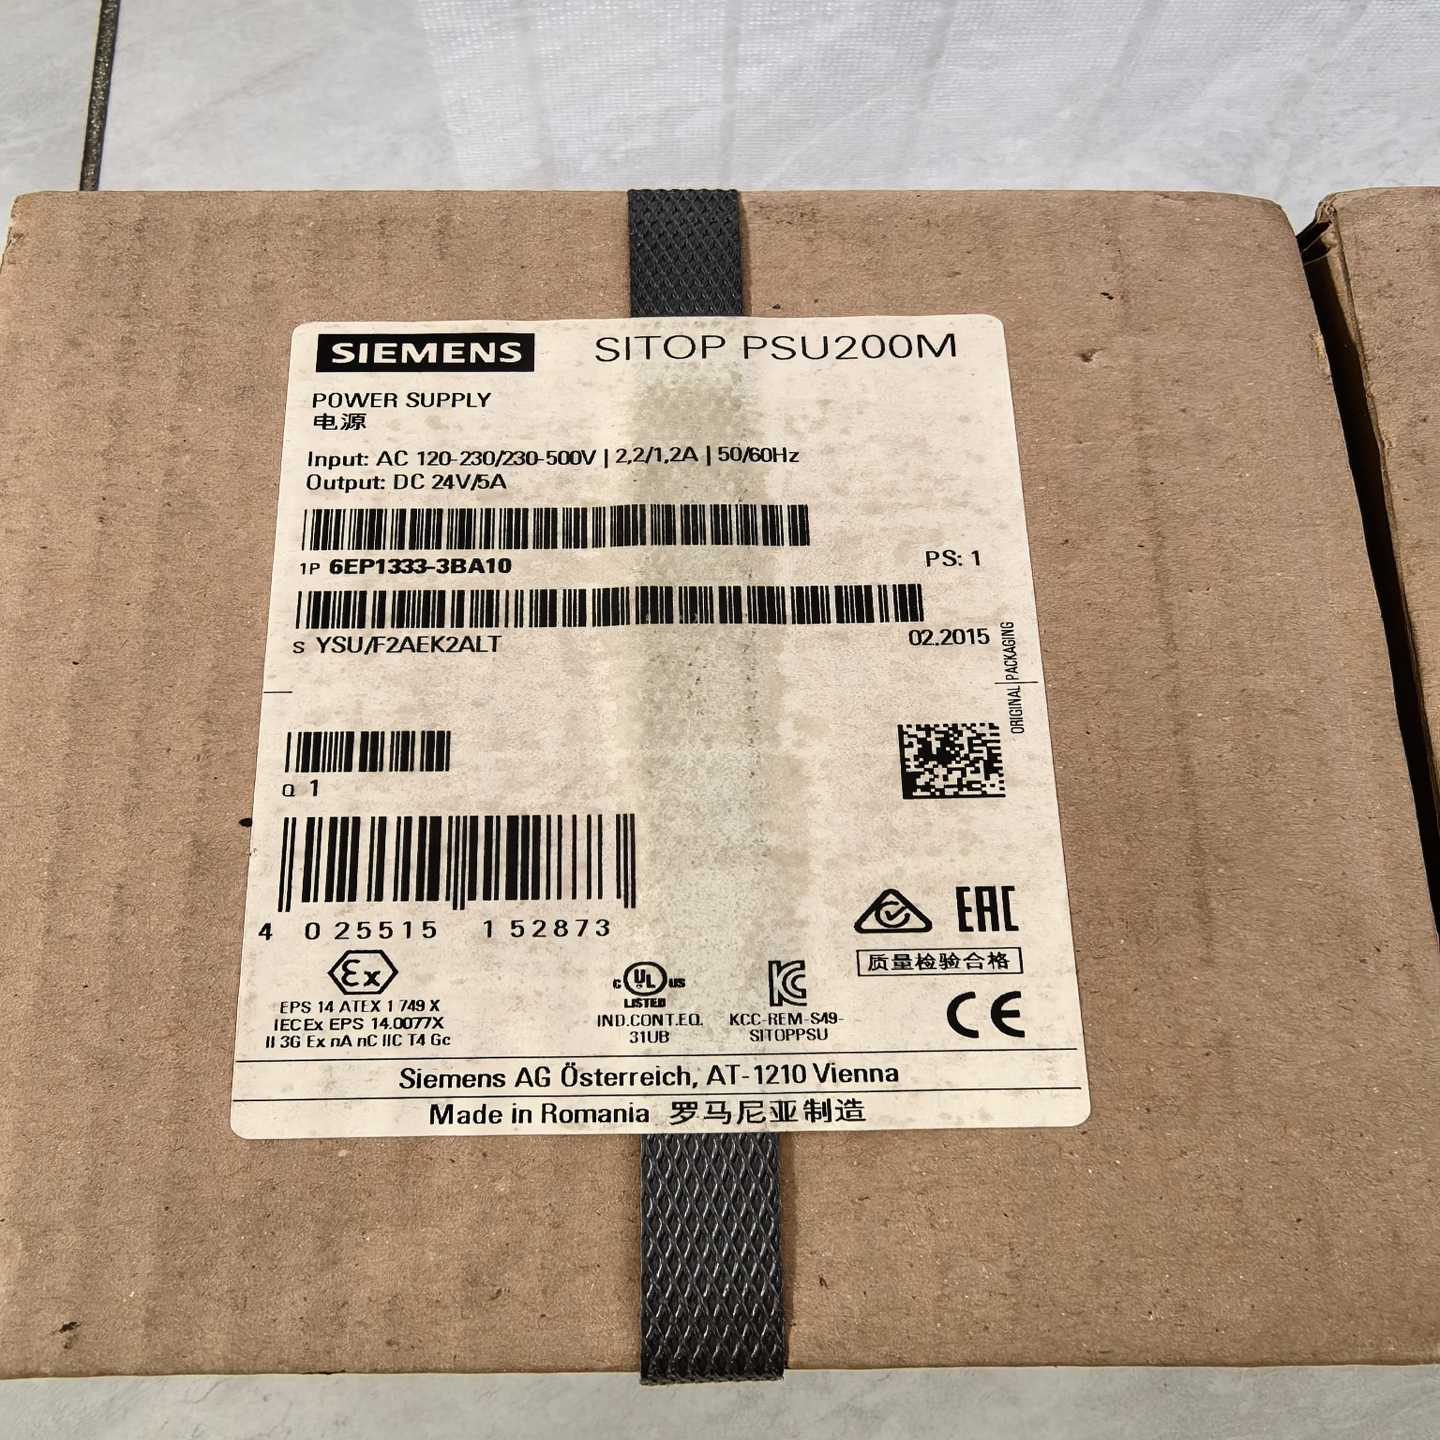 SIEMENS SITOP PSU200M
POWER SUPPLY
电源
Input: AC 120-230/230-500V | 2,2/1,2A | 50/60Hz
Output: DC 24V/5A
1P 6EP1333-3BA10 PS: 1
S YSU/F2AEK2ALT 02.2015
ORIGINAL PACKAGING
Q 1
4 025515 152873
EAC
质量检验合格
Ex
EPS 14 ATEX 1 749 X
IECEx EPS 14.0077X
II 3G Ex nA nC IIC T4 Gc
C UL US
LISTED
IND.CONT.EQ.
31UB
KC
KCC-REM-S49-
SITOPPSU
CE
Siemens AG Österreich, AT-1210 Vienna
Made in Romania 罗马尼亚制造